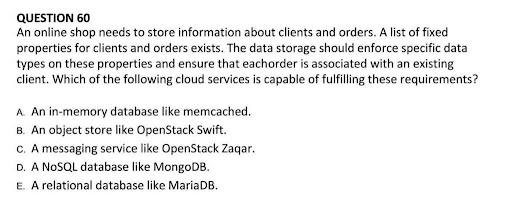 QUESTION 60
An online shop needs to store information about clients and orders. A list of fixed
properties for clients and orders exists. The data storage should enforce specific data
types on these properties and ensure that eachorder is associated with an existing
client. Which of the following cloud services is capable of fulfilling these requirements?
A. An in-memory database like memcached.
B. An object store like OpenStack Swift.
C. A messaging service like OpenStack Zaqar.
D. A NoSQL database like MongoDB.
E. A relational database like MariaDB.